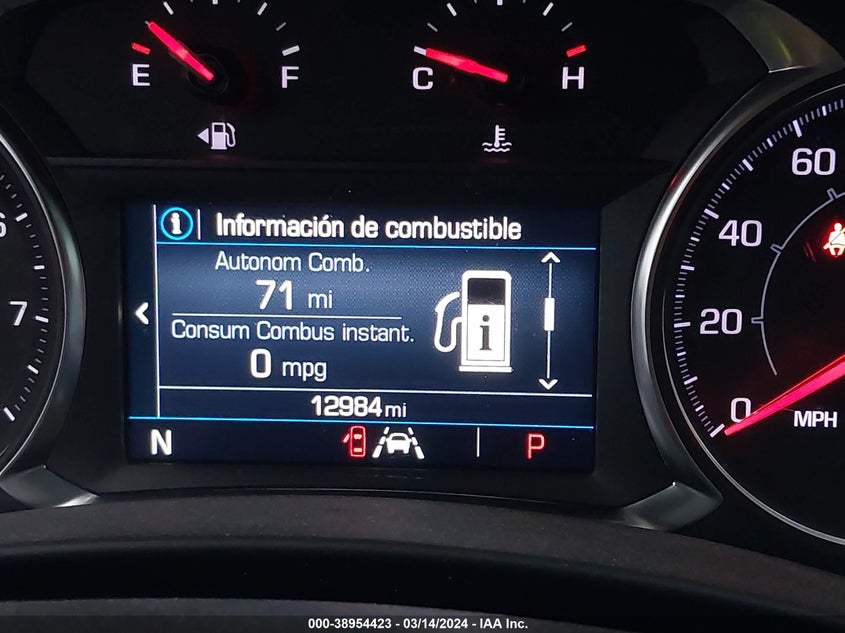 E F
C H
6
7
60
40
20
0
MPH
Información de combustible
Autonom Comb.
71 mi
Consum Combus instant.
0 mpg
12984 mi
N P
000-38954423 - 03/14/2024 - IAA Inc.